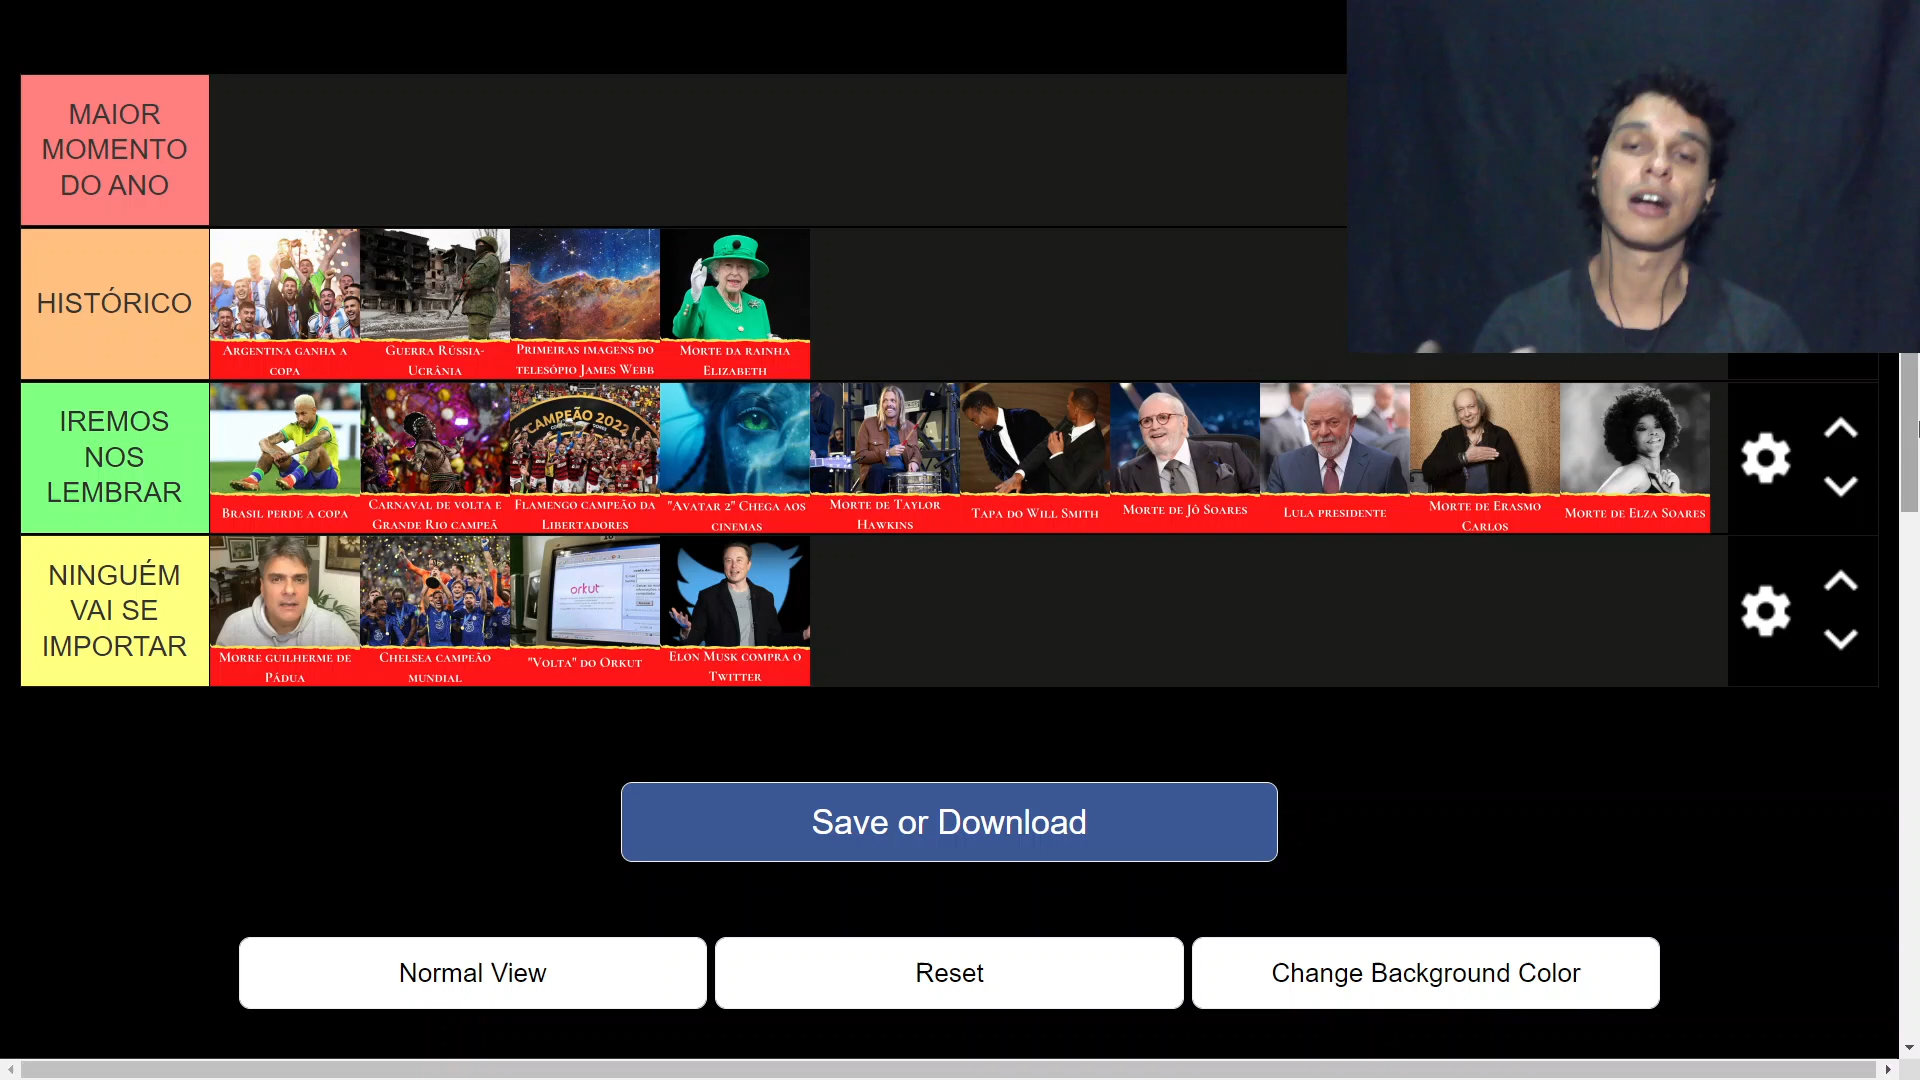 MAIOR
MOMENTO
DO ANO
HISTÓRICO
ARGENTINA GANHA A
COPA
GUERRA RÚSSIA-
UCRÂNIA
PRIMEIRAS IMAGENS DO
TELESÓPIO JAMES WEBB
MORTE DA RAINHA
ELIZABETH
IREMOS
NOS
LEMBRAR
CAMPEÃO 2022
BRASIL PERDE A COPA
CARNAVAL DE VOLTA E
GRANDE RIO CAMPEÃ
FLAMENGO CAMPEÃO DA
LIBERTADORES
"AVATAR 2" CHEGA AOS
CINEMAS
MORTE DE TAYLOR
HAWKINS
TAPA DO WILL SMITH
MORTE DE JÔ SOARES
LULA PRESIDENTE
MORTE DE ERASMO
CARLOS
MORTE DE ELZA SOARES
NINGUÉM
VAI SE
IMPORTAR
orkut
MORRE GUILHERME DE
PÁDUA
CHELSEA CAMPEÃO
MUNDIAL
"VOLTA" DO ORKUT
ELON MUSK COMPRA O
TWITTER
Save or Download
Normal View
Reset
Change Background Color